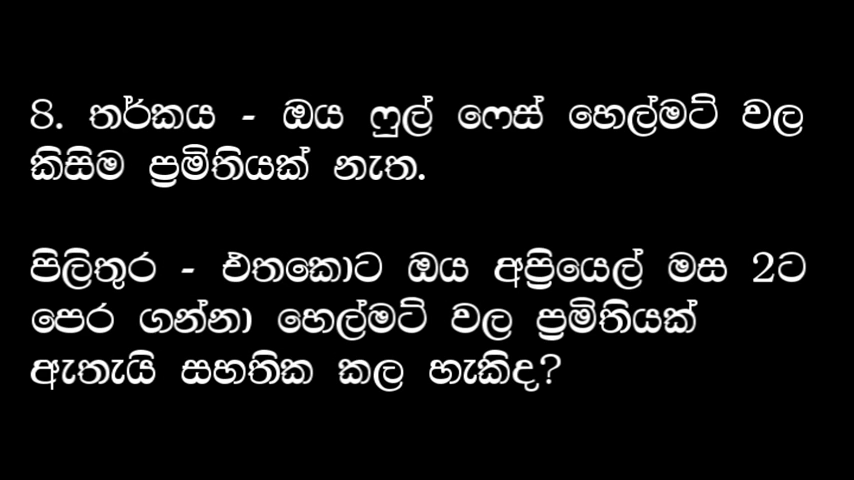 8. තර්කය - ඔය ෆුල් ෆෙස් හෙල්මට් වල
කිසිම ප්‍රමිතියක් නැත.
පිලිතුර - එතකොට ඔය අප්‍රියෙල් මස 2ට
පෙර ගන්නා හෙල්මට් වල ප්‍රමිතියක්
ඇතැයි සහතික කල හැකිද?